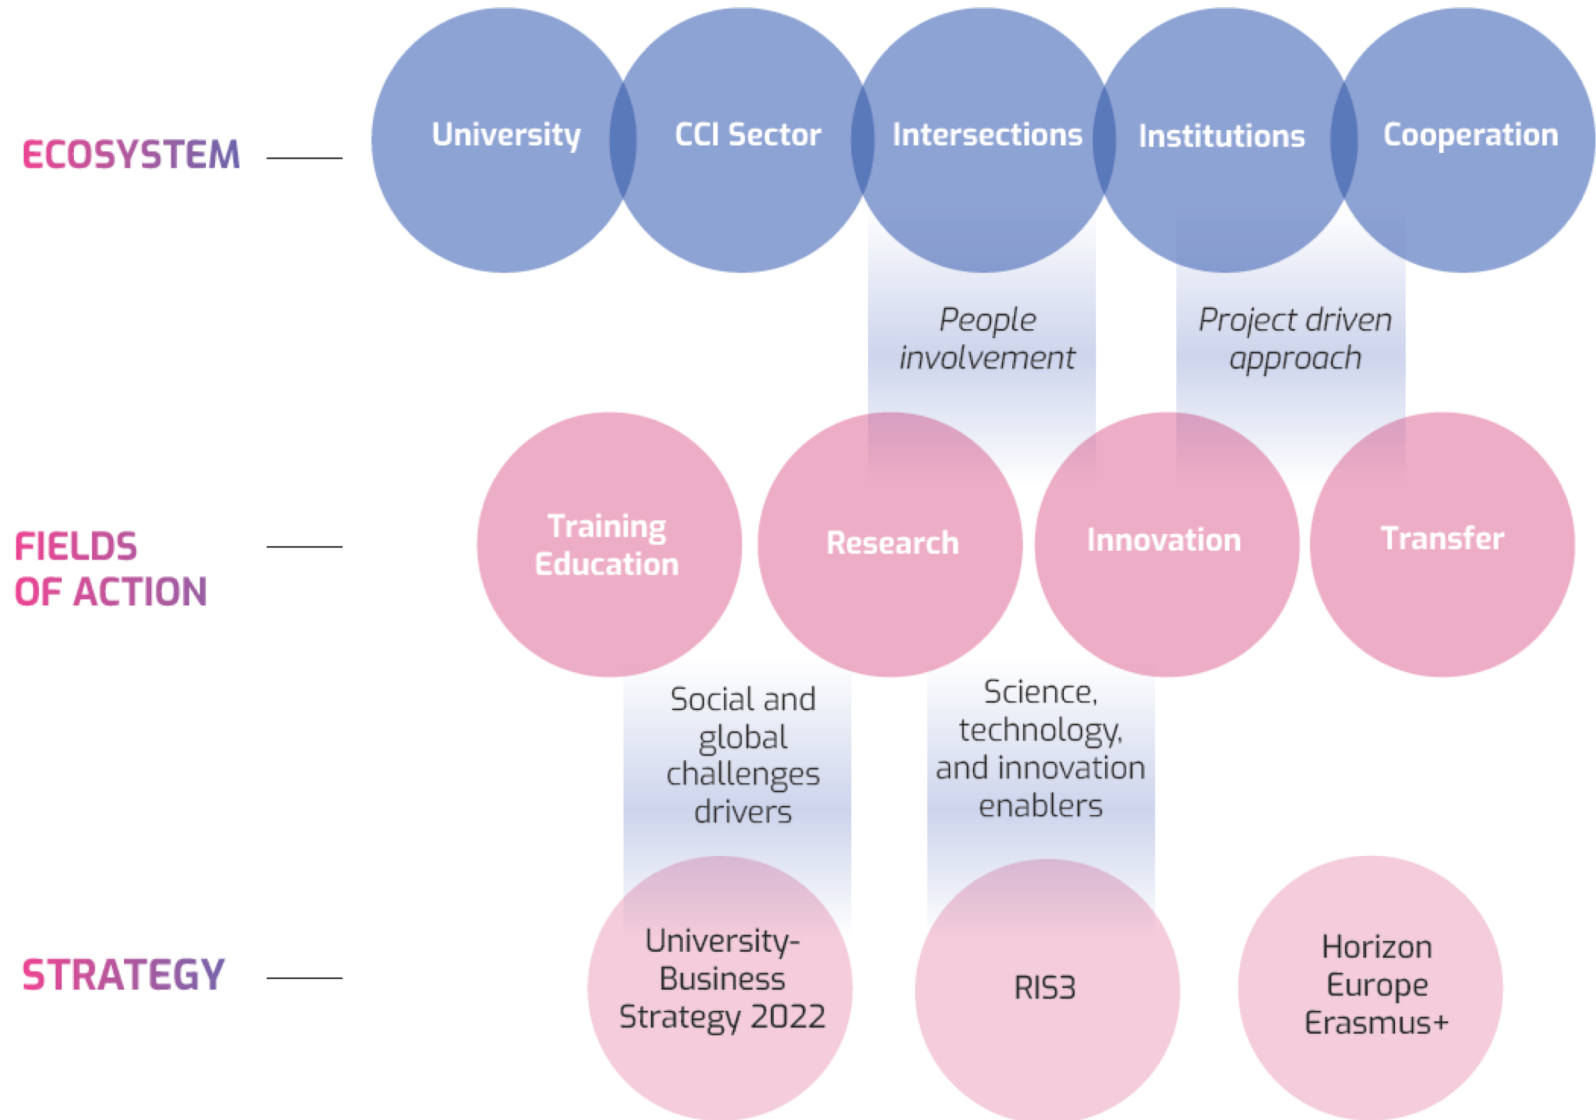 ECOSYSTEM
University
CCI Sector
Intersections
Institutions
Cooperation
People
involvement
Project driven
approach
FIELDS
OF ACTION
Training
Education
Research
Innovation
Transfer
Social and
global
challenges
drivers
Science,
technology,
and innovation
enablers
STRATEGY
University-
Business
Strategy 2022
RIS3
Horizon
Europe
Erasmus+